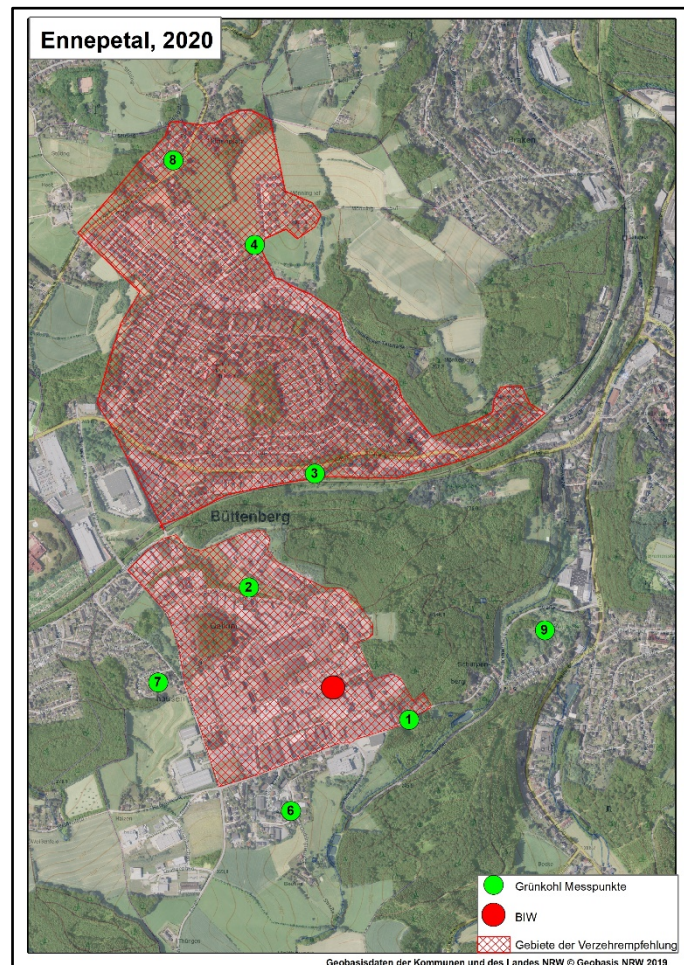 Ennepetal, 2020
8
4
3
Büttenberg
2
9
7
1
6
Grünkohl Messpunkte
BIW
Gebiete der Verzehrempfehlung
Geobasisdaten der Kommunen und des Landes NRW © Geobasis NRW 2019